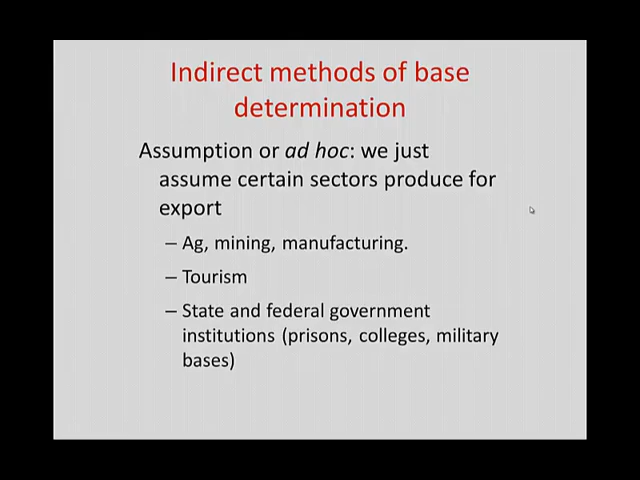 Indirect methods of base
determination
Assumption or ad hoc: we just
assume certain sectors produce for
export
– Ag, mining, manufacturing.
– Tourism
– State and federal government
institutions (prisons, colleges, military
bases)